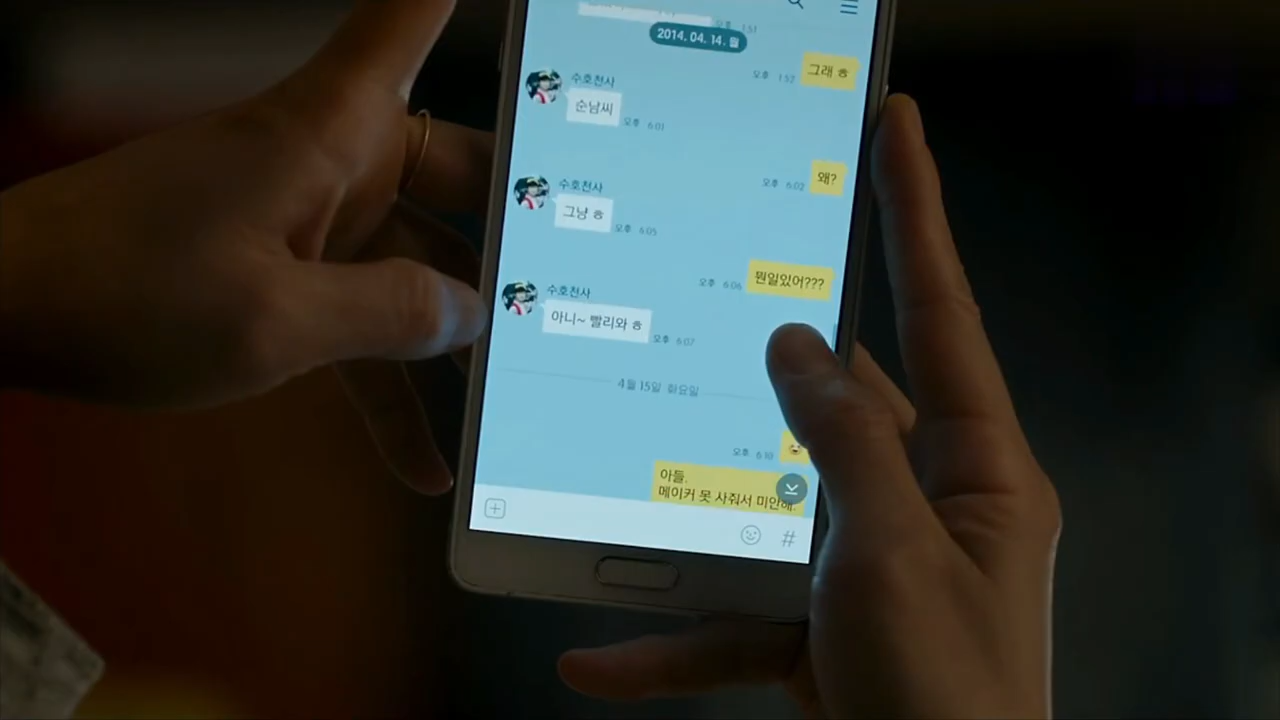 오후 1:51
2014. 04. 14. 월
그래 ㅎ
오후 1:52
수호천사
순남씨
오후 6:01
왜?
오후 6:02
수호천사
그냥 ㅎ
오후 6:05
뭔일있어???
오후 6:06
수호천사
아니~ 빨리와 ㅎ
오후 6:07
4월 15일 화요일
오후 6:10
아들.
메이커 못 사줘서 미안해.
#